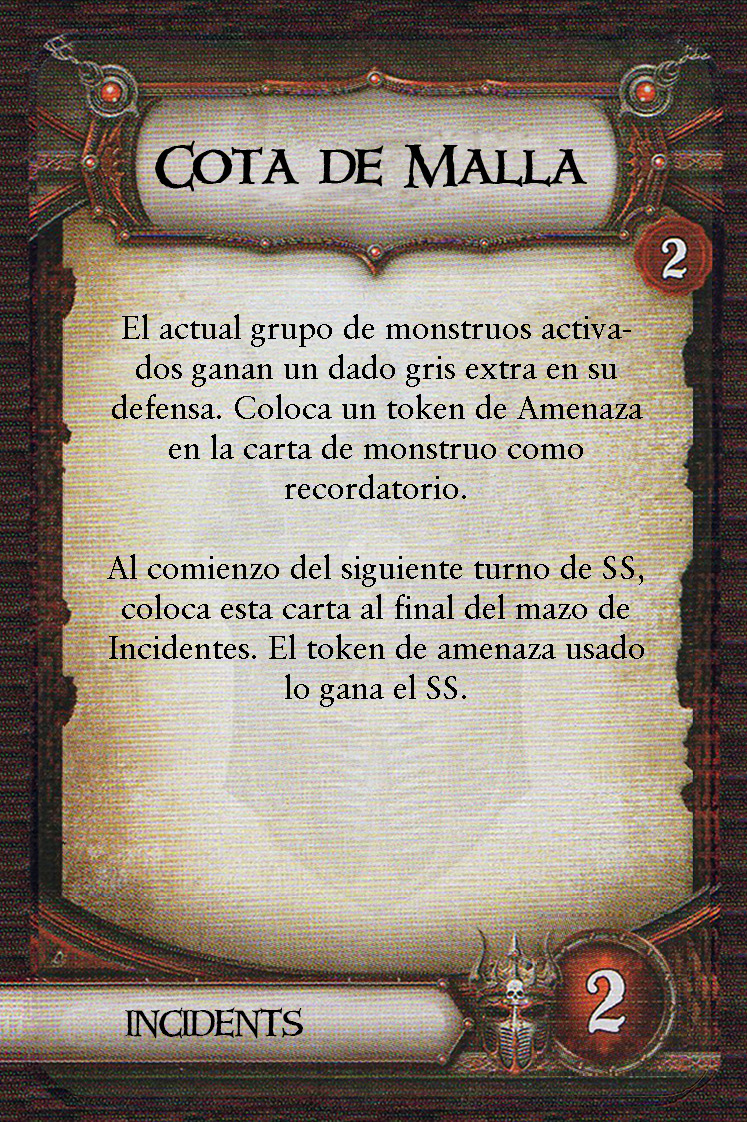 Cota de Malla
2
El actual grupo de monstruos activa-
dos ganan un dado gris extra en su
defensa. Coloca un token de Amenaza
en la carta de monstruo como
recordatorio.
Al comienzo del siguiente turno de SS,
coloca esta carta al final del mazo de
Incidentes. El token de amenaza usado
lo gana el SS.
INCIDENTS
2